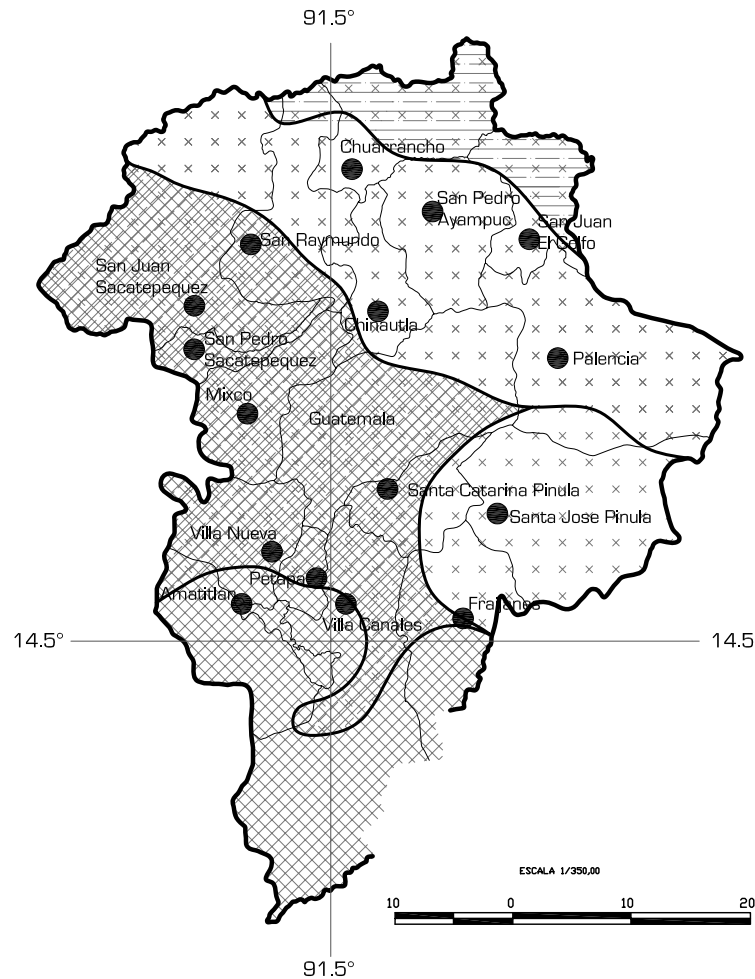 91.5°
Chuarrancho
San Pedro
Ayampuc
San Juan
El Gelfo
San Raymundo
San Juan
Sacatepequez
Chinautla
San Pedro
Sacatepequez
Palencia
Mixco
Guatemala
Santa Catarina Pinula
Santa Jose Pinula
Villa Nueva
Petapa
Amatitlán
Villa Canales
Fraijanes
14.5°
14.5°
ESCALA 1/350,00
10 0 10 20
91.5°